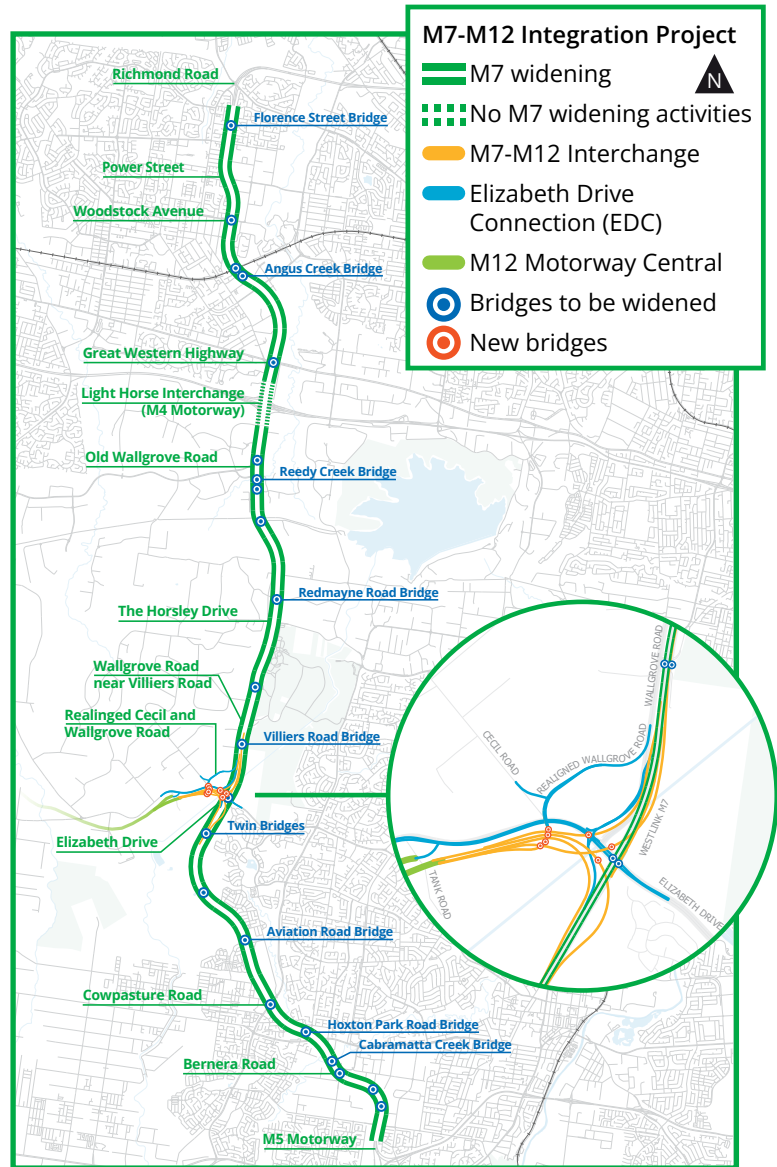 M7-M12 Integration Project
M7 widening
N
No M7 widening activities
M7-M12 Interchange
Elizabeth Drive
Connection (EDC)
M12 Motorway Central
Bridges to be widened
New bridges
Richmond Road
Florence Street Bridge
Power Street
Woodstock Avenue
Angus Creek Bridge
Great Western Highway
Light Horse Interchange
(M4 Motorway)
Old Wallgrove Road
Reedy Creek Bridge
Redmayne Road Bridge
The Horsley Drive
Wallgrove Road
near Villiers Road
Realinged Cecil and
Wallgrove Road
Villiers Road Bridge
Elizabeth Drive
Twin Bridges
Aviation Road Bridge
Cowpasture Road
Hoxton Park Road Bridge
Cabramatta Creek Bridge
Bernera Road
M5 Motorway
WALLGROVE ROAD
CECIL ROAD
REALIGNED WALLGROVE ROAD
WESTLINK M7
TANK ROAD
ELIZABETH DRIVE